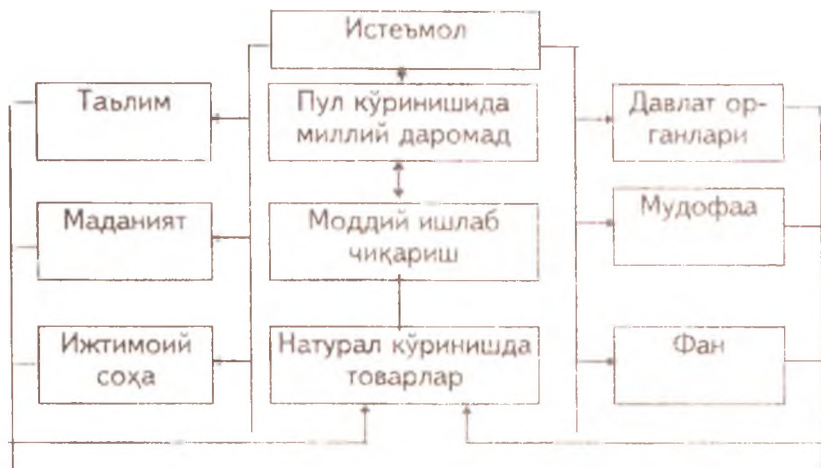 Истеъмол
Таьлим
Пул кўринишида
миллий даромад
Давлат ор-
ганлари
Маданият
Моддий ишлаб
чиқариш
Мудофаа
Ижтимоий
соҳа
Натурал кўринишда
товарлар
Фан